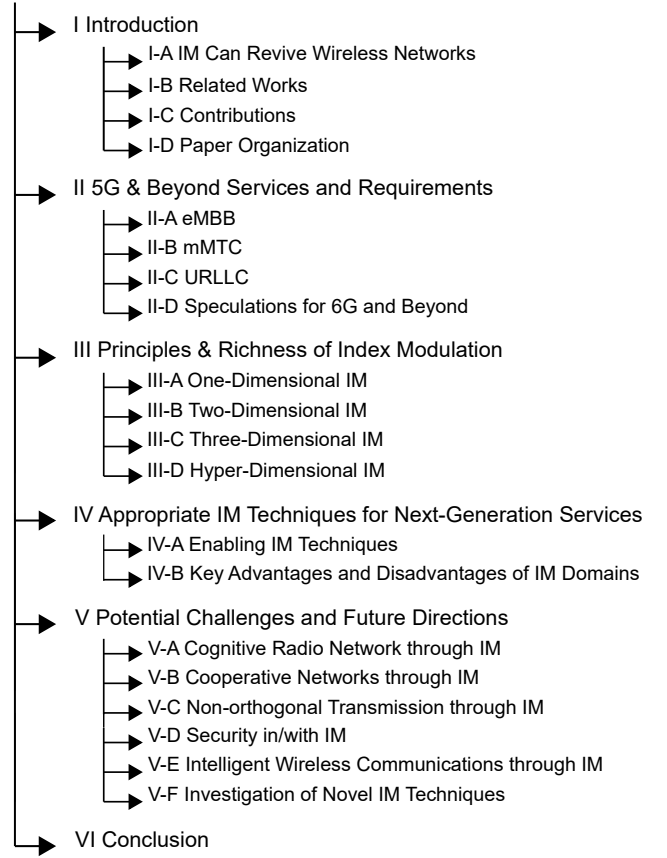 I Introduction
I-A IM Can Revive Wireless Networks
I-B Related Works
I-C Contributions
I-D Paper Organization
II 5G & Beyond Services and Requirements
II-A eMBB
II-B mMTC
II-C URLLC
II-D Speculations for 6G and Beyond
III Principles & Richness of Index Modulation
III-A One-Dimensional IM
III-B Two-Dimensional IM
III-C Three-Dimensional IM
III-D Hyper-Dimensional IM
IV Appropriate IM Techniques for Next-Generation Services
IV-A Enabling IM Techniques
IV-B Key Advantages and Disadvantages of IM Domains
V Potential Challenges and Future Directions
V-A Cognitive Radio Network through IM
V-B Cooperative Networks through IM
V-C Non-orthogonal Transmission through IM
V-D Security in/with IM
V-E Intelligent Wireless Communications through IM
V-F Investigation of Novel IM Techniques
VI Conclusion